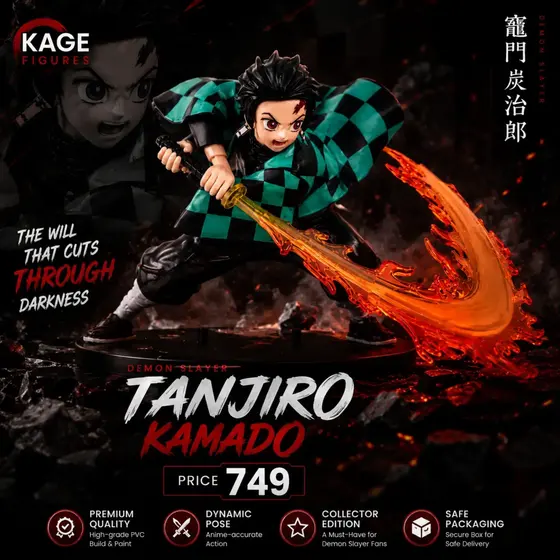 KAGE
FIGURES
竈門炭治郎
DEMON SLAYER
THE WILL
THAT CUTS
THROUGH
DARKNESS
DEMON SLAYER
TANJIRO
KAMADO
PRICE 749
PREMIUM
QUALITY
High-grade PVC
Build & Paint
DYNAMIC
POSE
Anime-accurate
Action
COLLECTOR
EDITION
A Must-Have for
Demon Slayer Fans
SAFE
PACKAGING
Secure Box for
Safe Delivery